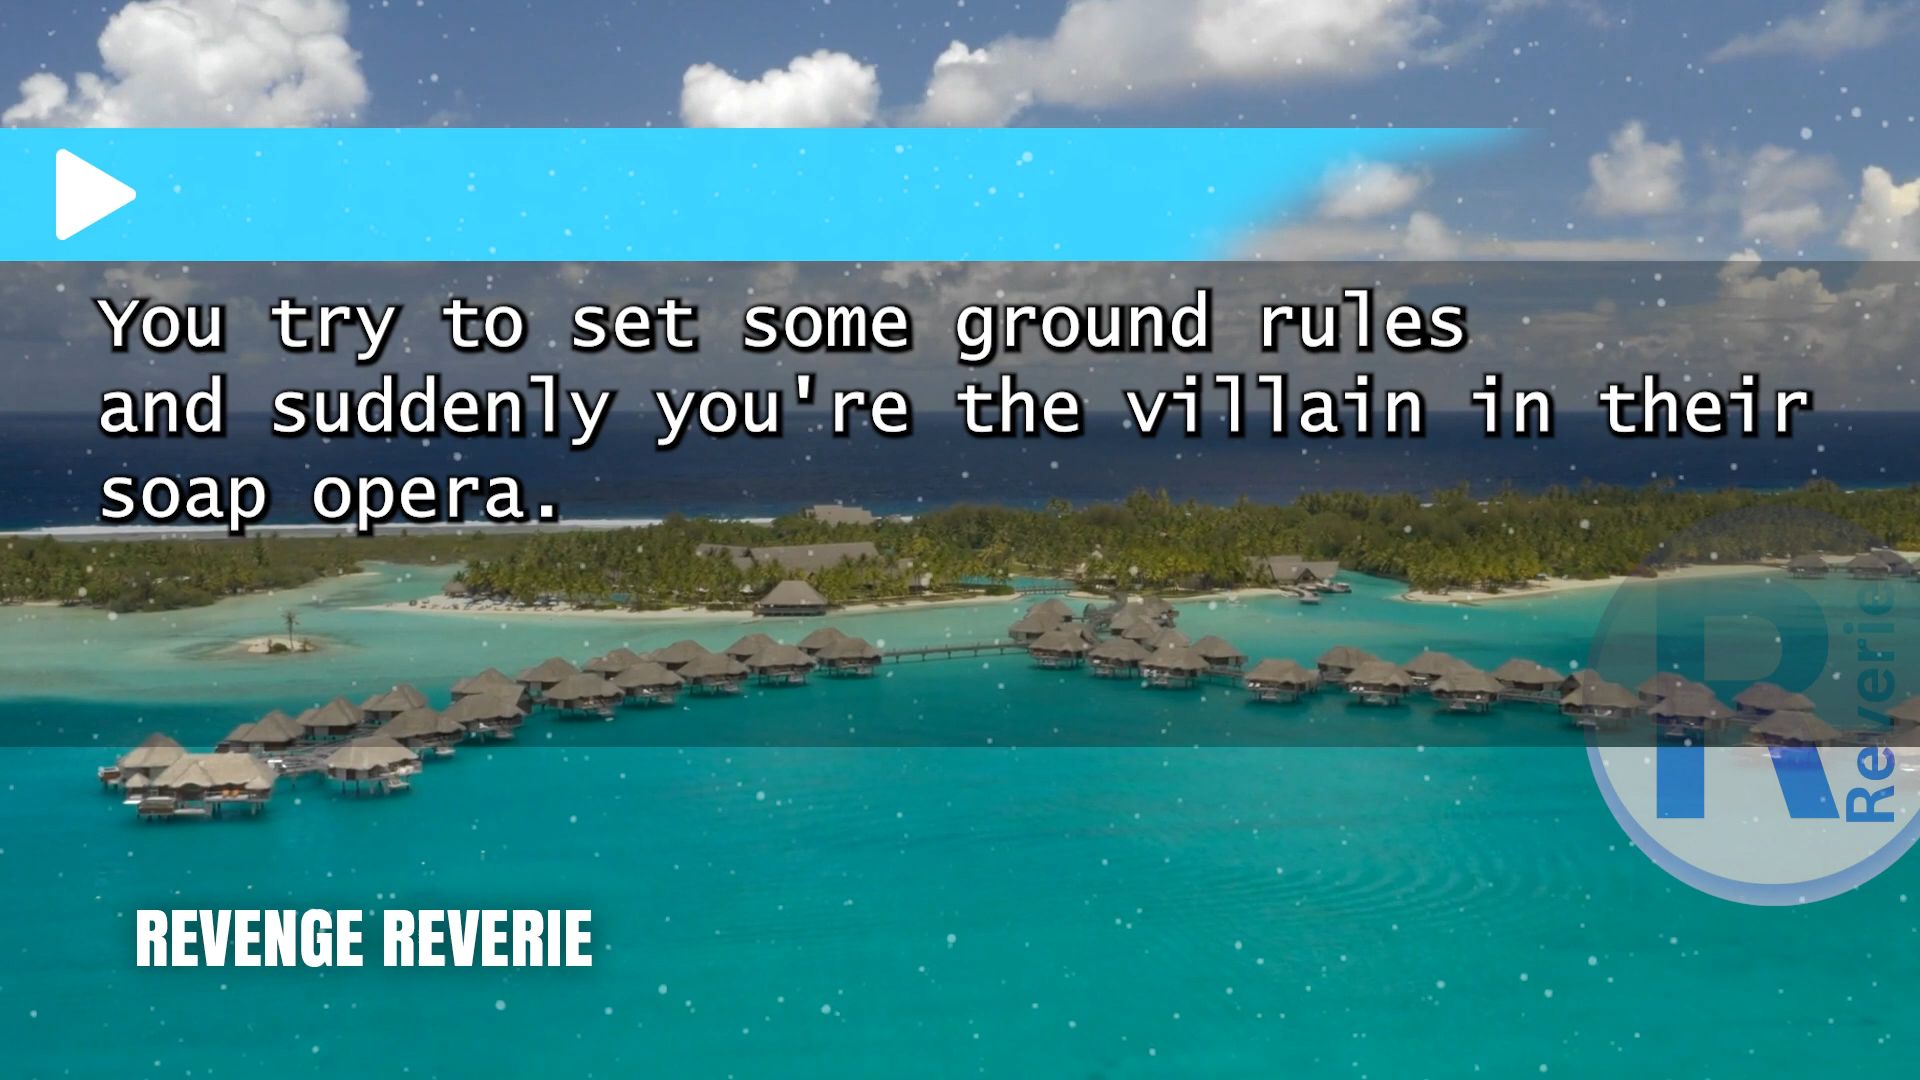 You try to set some ground rules
and suddenly you're the villain in their
soap opera.
R
Reverie
REVENGE REVERIE